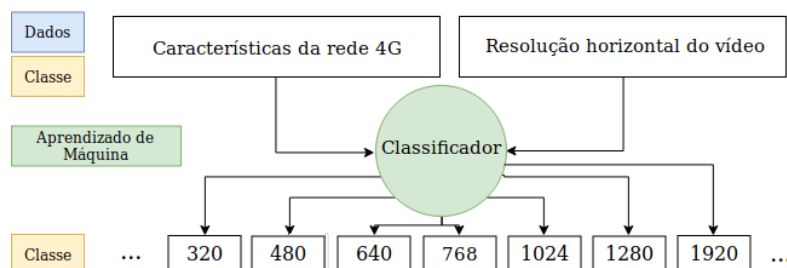 Dados
Características da rede 4G
Resolução horizontal do vídeo
Classe
Aprendizado de
Máquina
Classificador
Classe
... 320 480 640 768 1024 1280 1920 ...